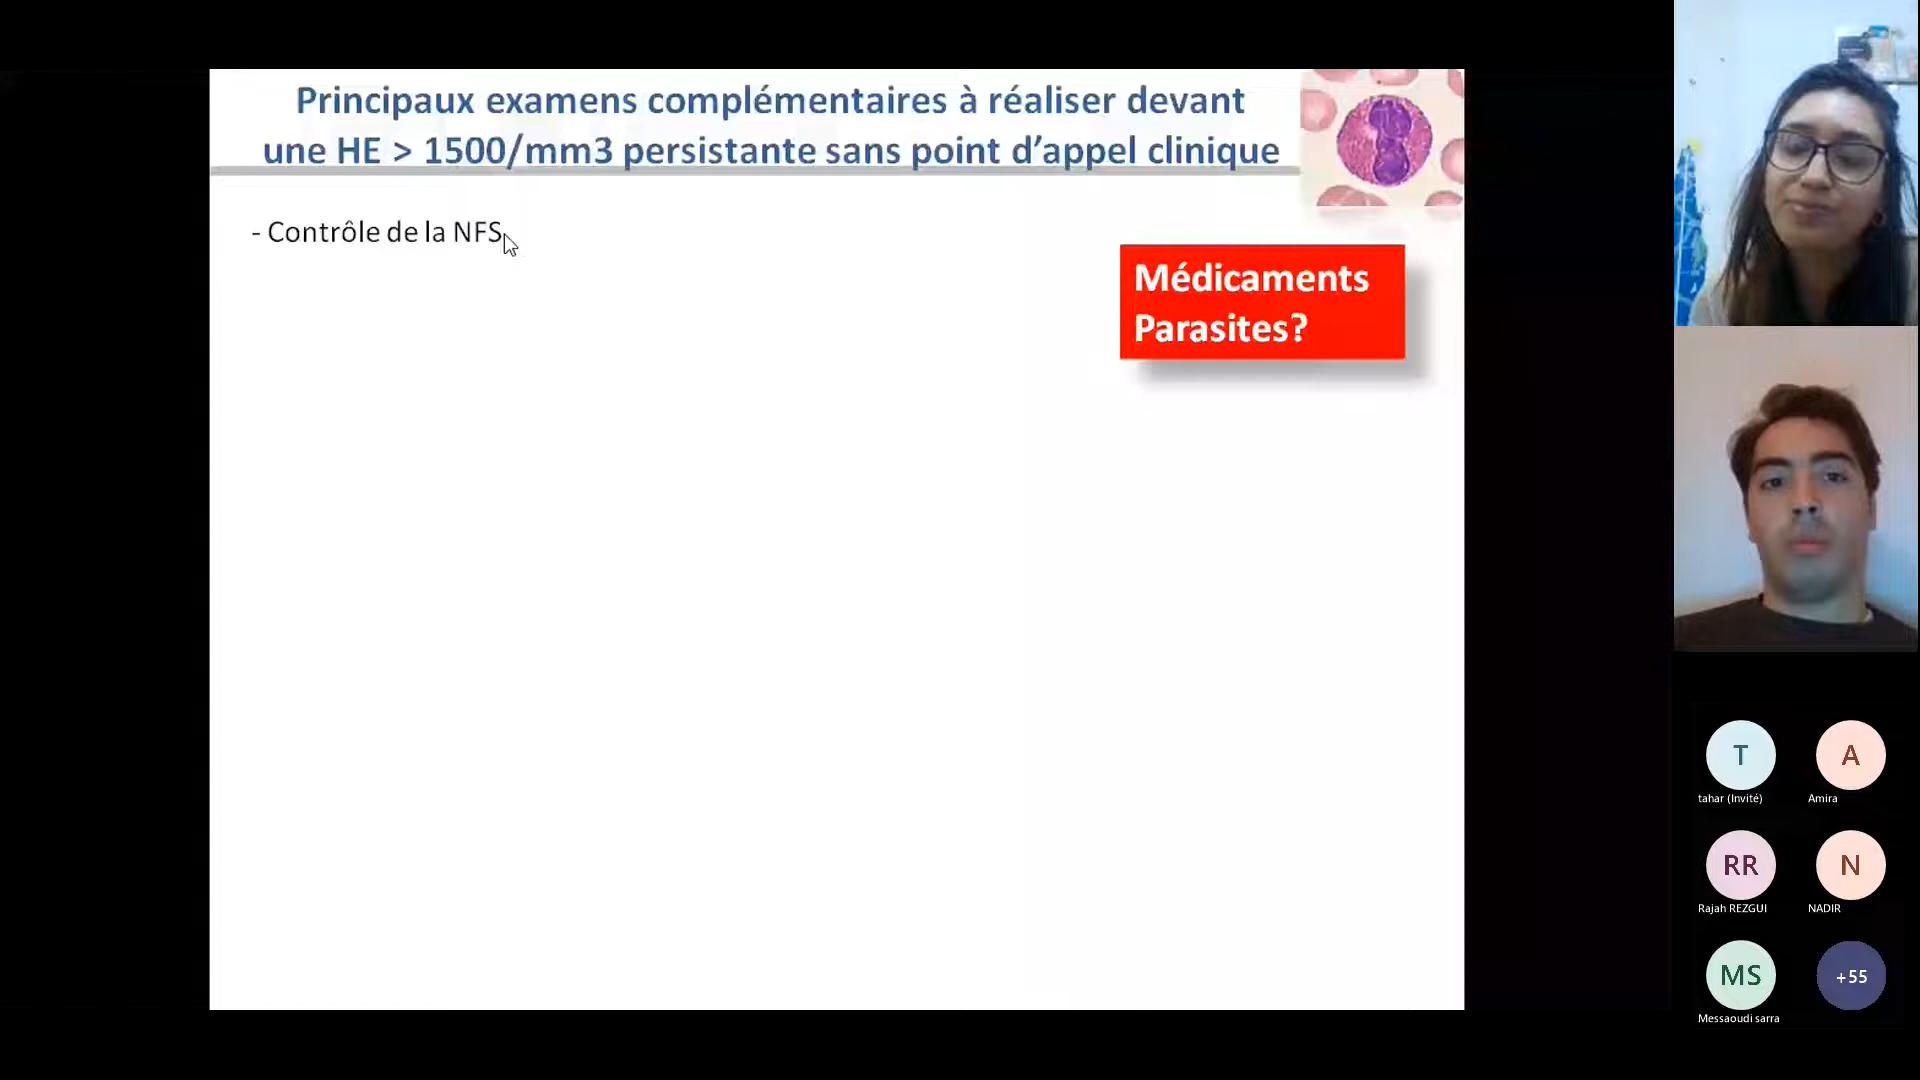 Principaux examens complémentaires à réaliser devant
une HE > 1500/mm3 persistante sans point d'appel clinique
- Contrôle de la NFS
Médicaments
Parasites?
T
tahar (Invité)
A
Amira
RR
Rajah REZGUI
N
NADIR
MS
Messaoudi sarra
+55